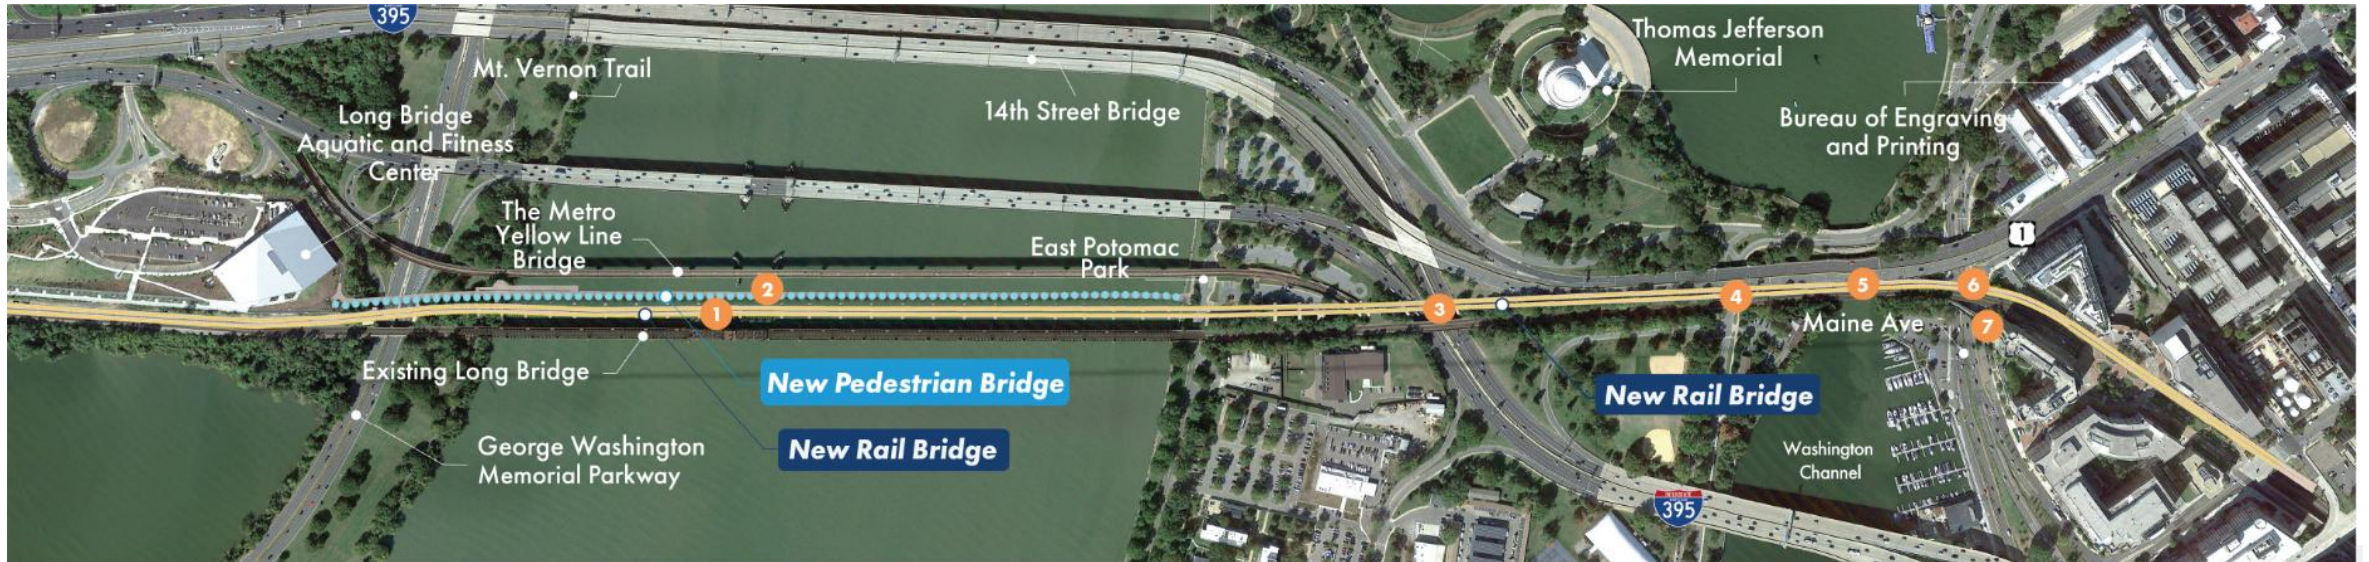 395
Mt. Vernon Trail
Long Bridge
Aquatic and Fitness
Center
14th Street Bridge
Thomas Jefferson
Memorial
Bureau of Engraving
and Printing
1
The Metro
Yellow Line
Bridge
East Potomac
Park
2
1
3
4
5
6
7
Maine Ave
Existing Long Bridge
New Pedestrian Bridge
New Rail Bridge
New Rail Bridge
George Washington
Memorial Parkway
Washington
Channel
395